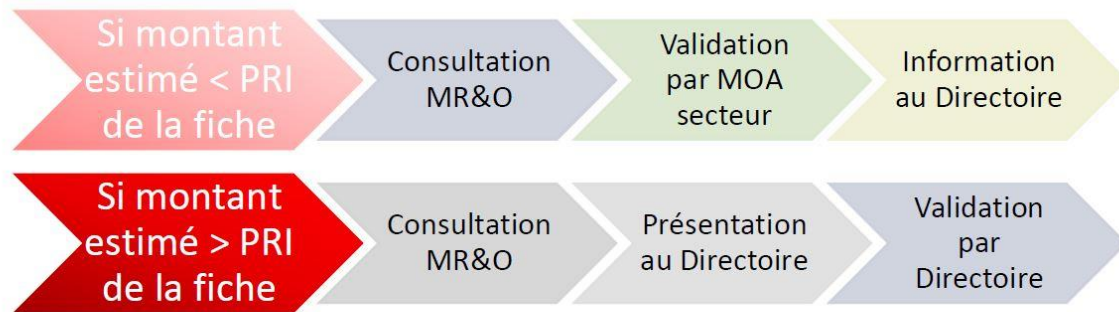 Si montant
estimé < PRI
de la fiche
Consultation
MR&O
Validation
par MOA
secteur
Information
au Directoire
Si montant
estimé > PRI
de la fiche
Consultation
MR&O
Présentation
au Directoire
Validation
par
Directoire